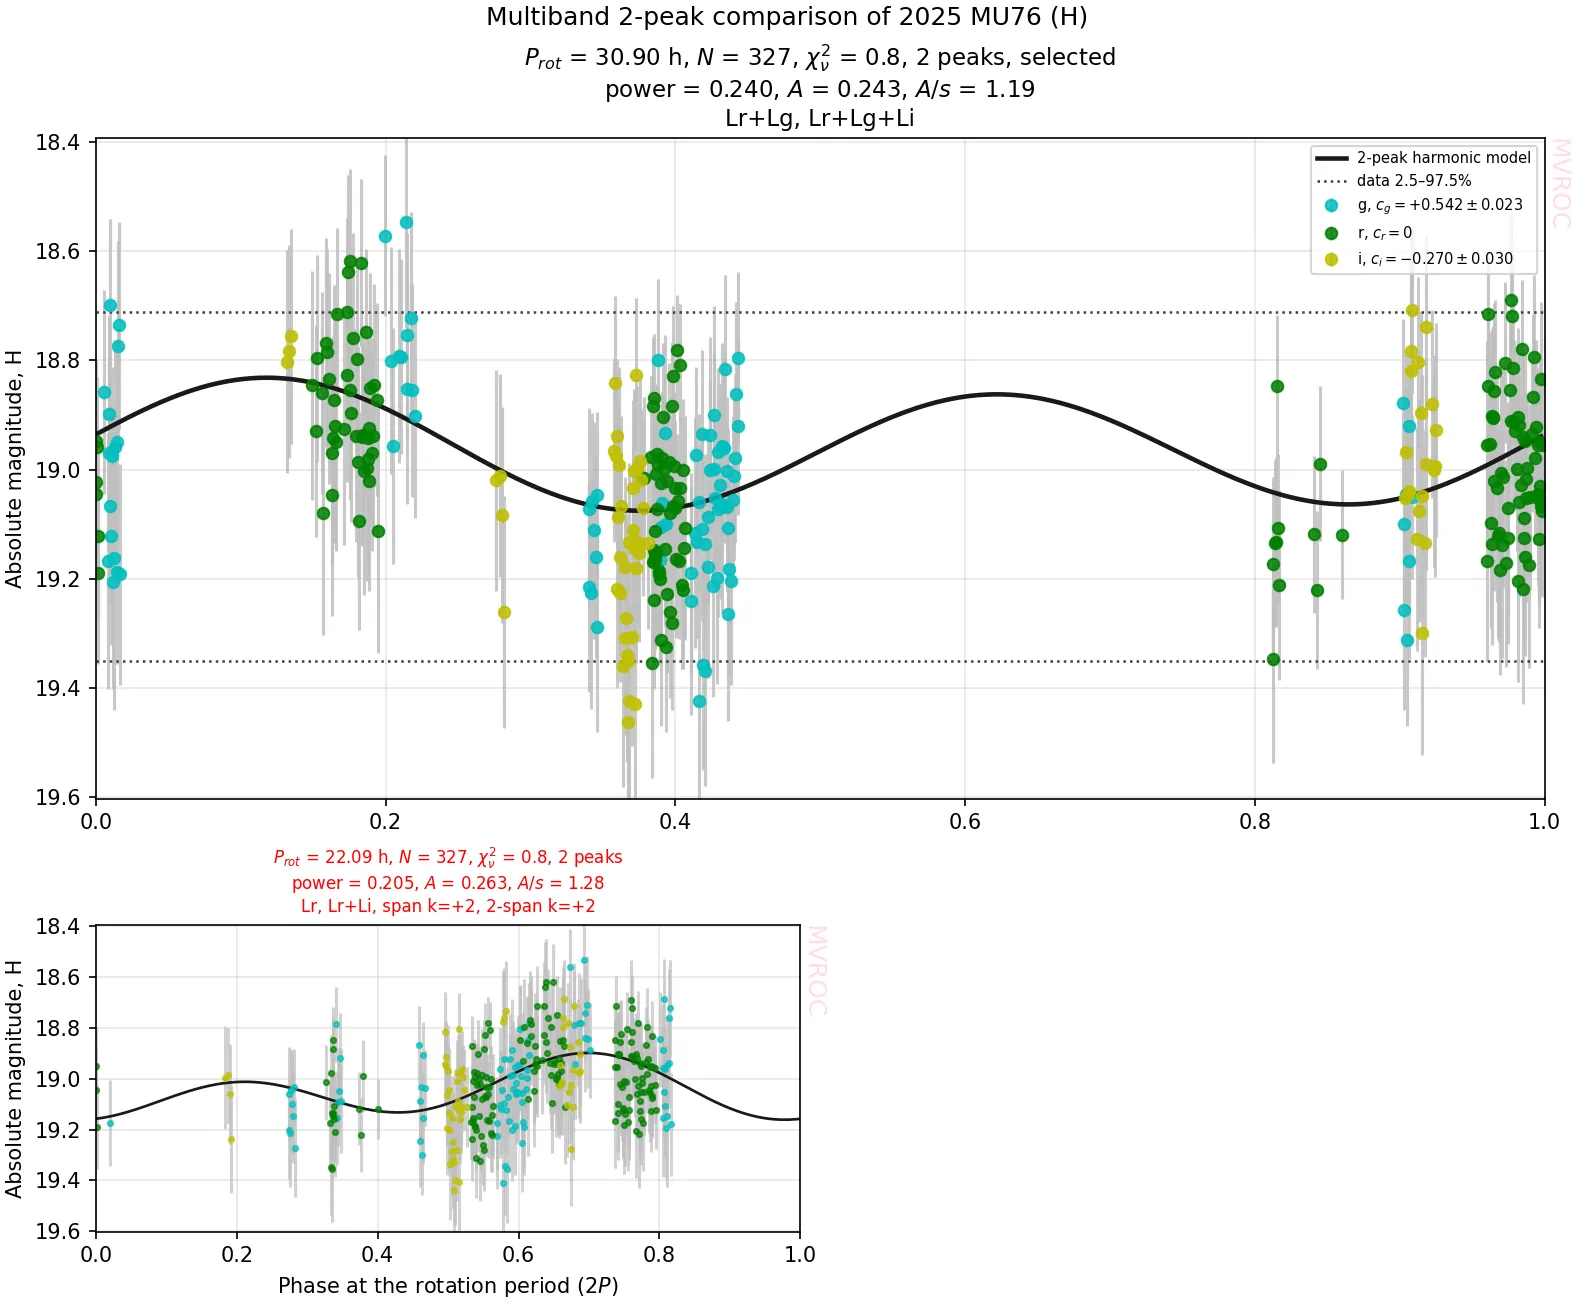 Multiband 2-peak comparison of 2025 MU76 (H)
P_rot = 30.90 h, N = 327, χ²_ν = 0.8, 2 peaks, selected
power = 0.240, A = 0.243, A/s = 1.19
Lr+Lg, Lr+Lg+Li
18.4
18.6
18.8
19.0
19.2
19.4
19.6
Absolute magnitude, H
2-peak harmonic model
data 2.5–97.5%
g, c_g = +0.542 ± 0.023
r, c_r = 0
i, c_i = −0.270 ± 0.030
MVROC
0.0 0.2 0.4 0.6 0.8 1.0
P_rot = 22.09 h, N = 327, χ²_ν = 0.8, 2 peaks
power = 0.205, A = 0.263, A/s = 1.28
Lr, Lr+Li, span k=+2, 2-span k=+2
18.4
18.6
18.8
19.0
19.2
19.4
19.6
Absolute magnitude, H
MVROC
0.0 0.2 0.4 0.6 0.8 1.0
Phase at the rotation period (2P)